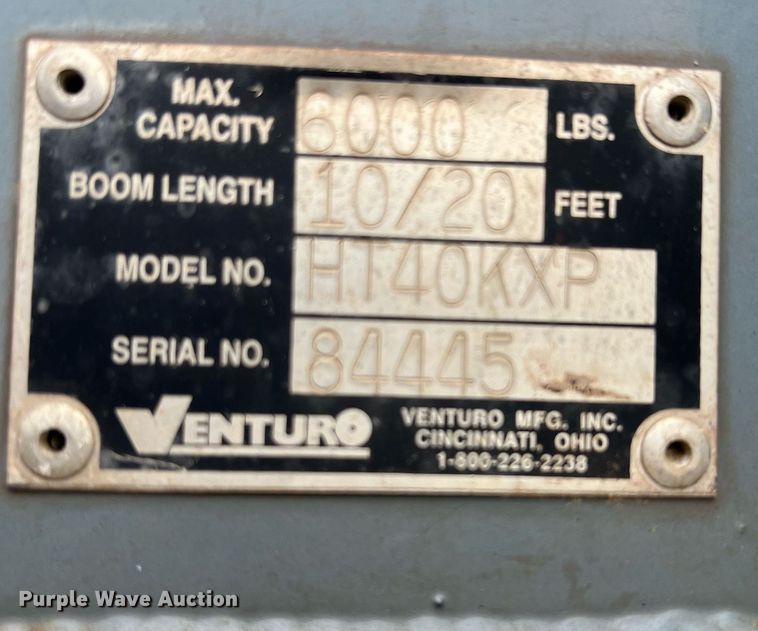 MAX.
CAPACITY 6000 LBS.
BOOM LENGTH 10/20 FEET
MODEL NO. HT40KXP
SERIAL NO. 84445
VENTURO
VENTURO MFG. INC.
CINCINNATI, OHIO
1-800-226-2238
Purple Wave Auction